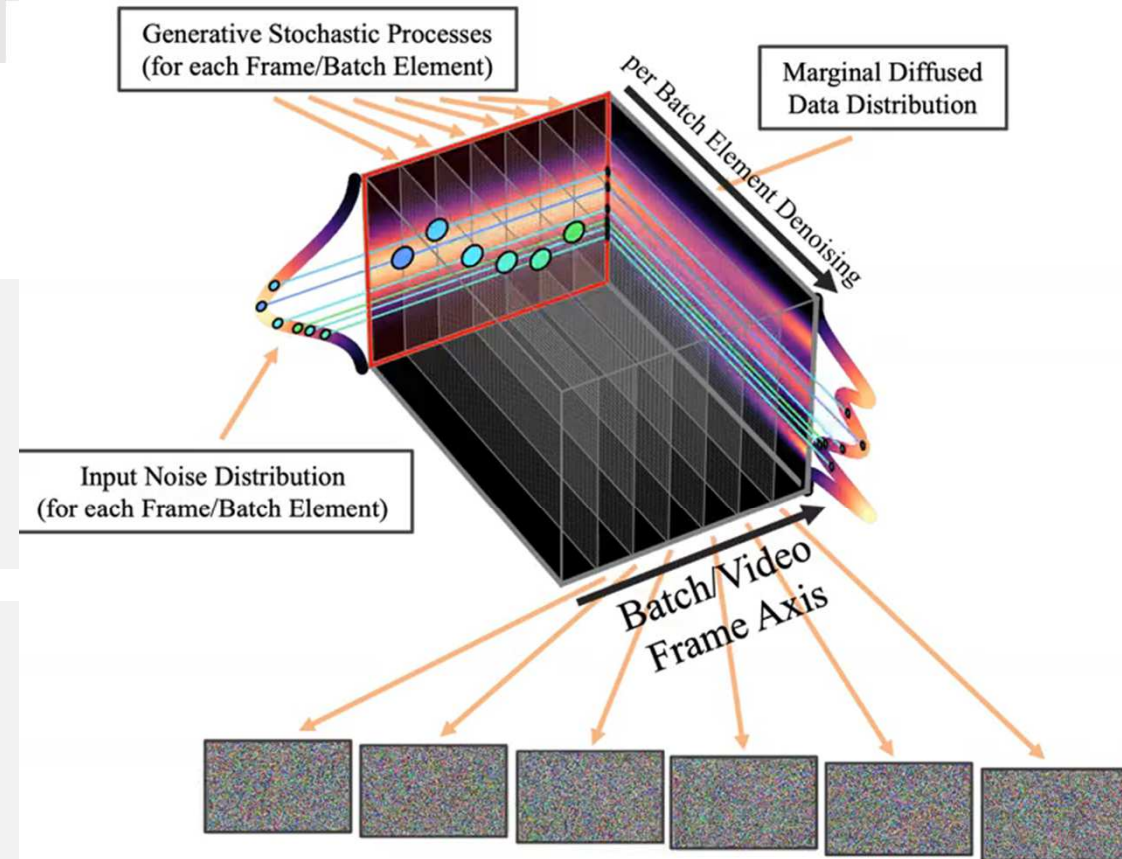 Generative Stochastic Processes
(for each Frame/Batch Element)
per Batch Element Denoising
Marginal Diffused
Data Distribution
Input Noise Distribution
(for each Frame/Batch Element)
Batch/Video
Frame Axis